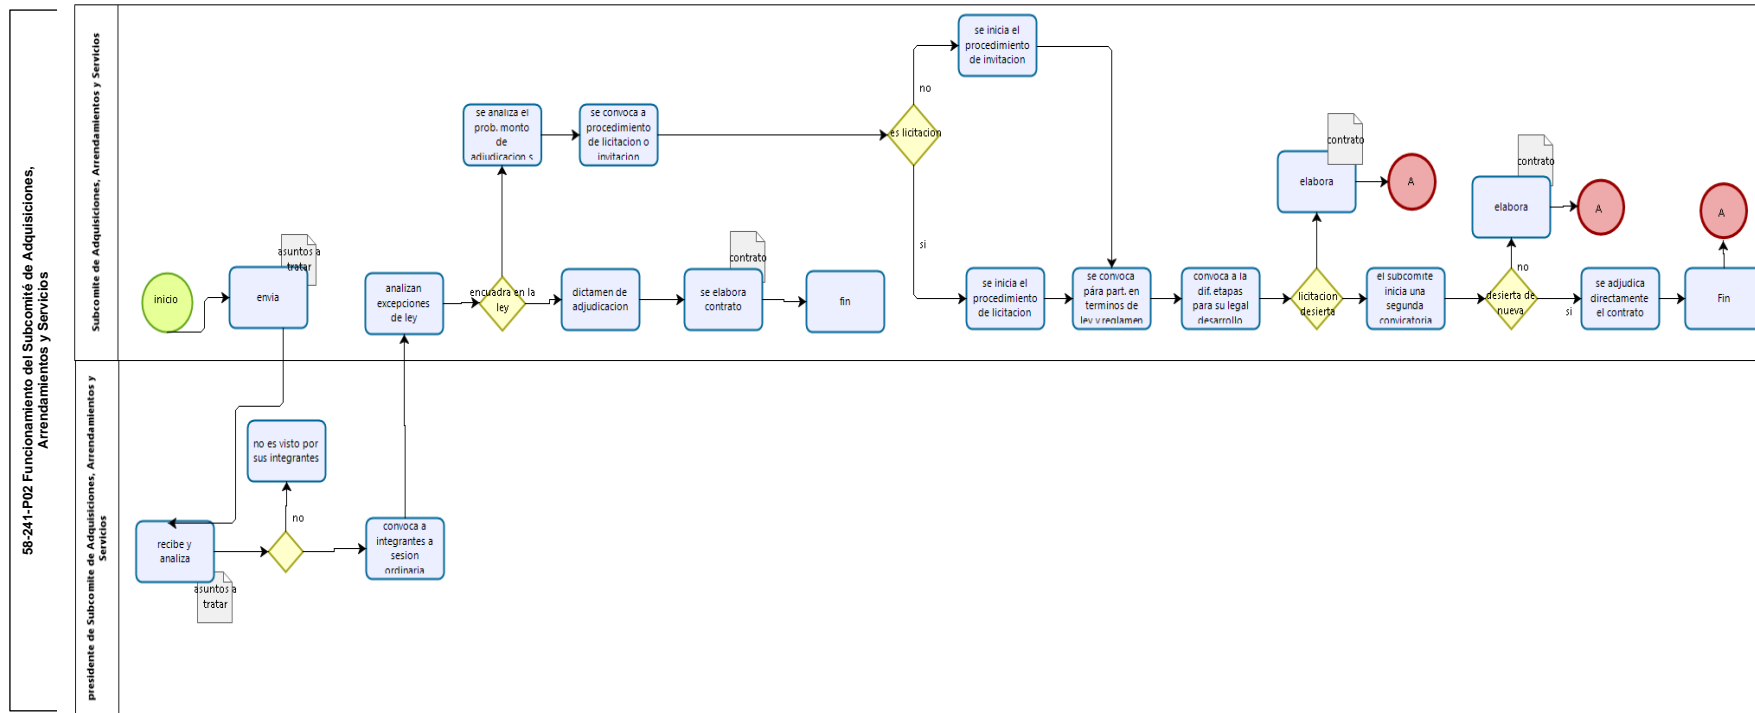 58-241-P02 Funcionamiento del Subcomité de Adquisiciones,
Arrendamientos y Servicios
Subcomite de Adquisiciones, Arrendamientos y Servicios
inicio
asuntos a
tratar
envia
analizan
excepciones
de ley
encuadra en la
ley
se analiza el
prob. monto
de
adjudicacion s
se convoca a
procedimiento
de licitacion o
invitacion
dictamen de
adjudicacion
contrato
se elabora
contrato
fin
es licitacion
no
si
se inicia el
procedimiento
de invitacion
se inicia el
procedimiento
de licitacion
se convoca
pára part. en
terminos de
ley y reglamen
convoca a la
dif. etapas
para su legal
desarrollo
licitacion
desierta
contrato
elabora
A
el subcomite
inicia una
segunda
convicatoria
desierta de
nueva
no
si
contrato
elabora
A
se adjudica
directamente
el contrato
Fin
A
presidente de Subcomite de Adquisiciones, Arrendamientos y
Servicios
recibe y
analiza
asuntos a
tratar
no
no es visto por
sus integrantes
convoca a
integrantes a
sesion
ordinaria